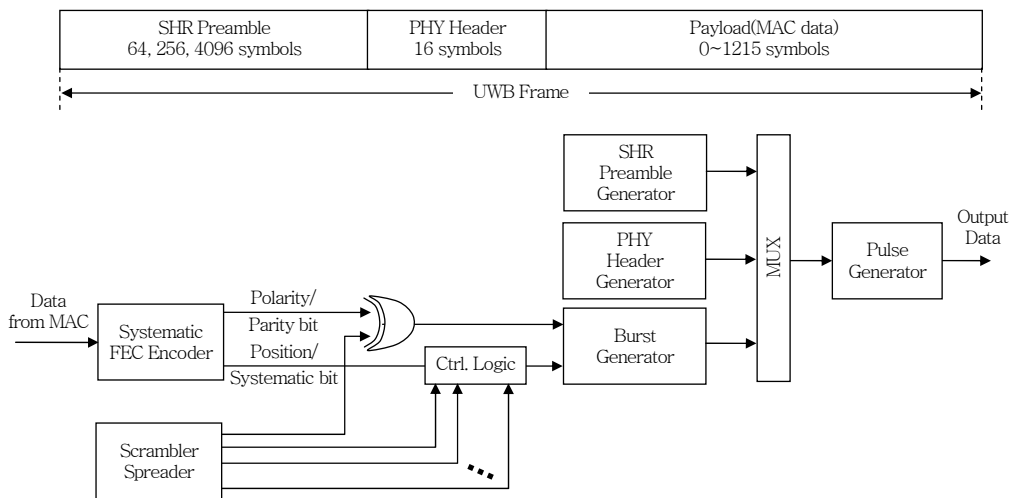 SHR Preamble
64, 256, 4096 symbols
PHY Header
16 symbols
Payload(MAC data)
0~1215 symbols
UWB Frame
SHR
Preamble
Generator
PHY
Header
Generator
MUX
Pulse
Generator
Output
Data
Data
from MAC
Systematic
FEC Encoder
Polarity/
Parity bit
Position/
Systematic bit
Ctrl. Logic
Burst
Generator
Scrambler
Spreader